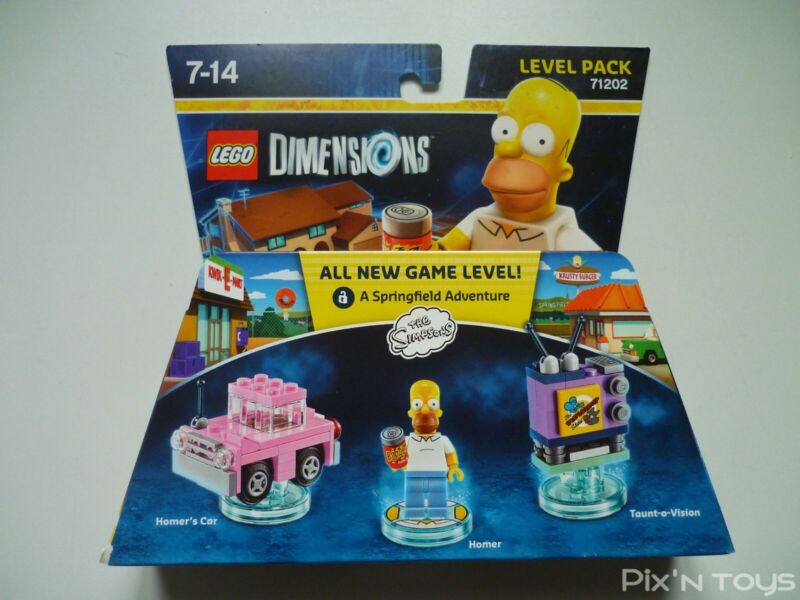 7-14
LEVEL PACK
71202
LEGO DIMENSIONS
ALL NEW GAME LEVEL!
A Springfield Adventure
KWIK-E-MART
KRUSTY BURGER
SPRINGFIELD
THE SIMPSONS
Homer's Car
Homer
Taunt-o-Vision
Pix'n Toys